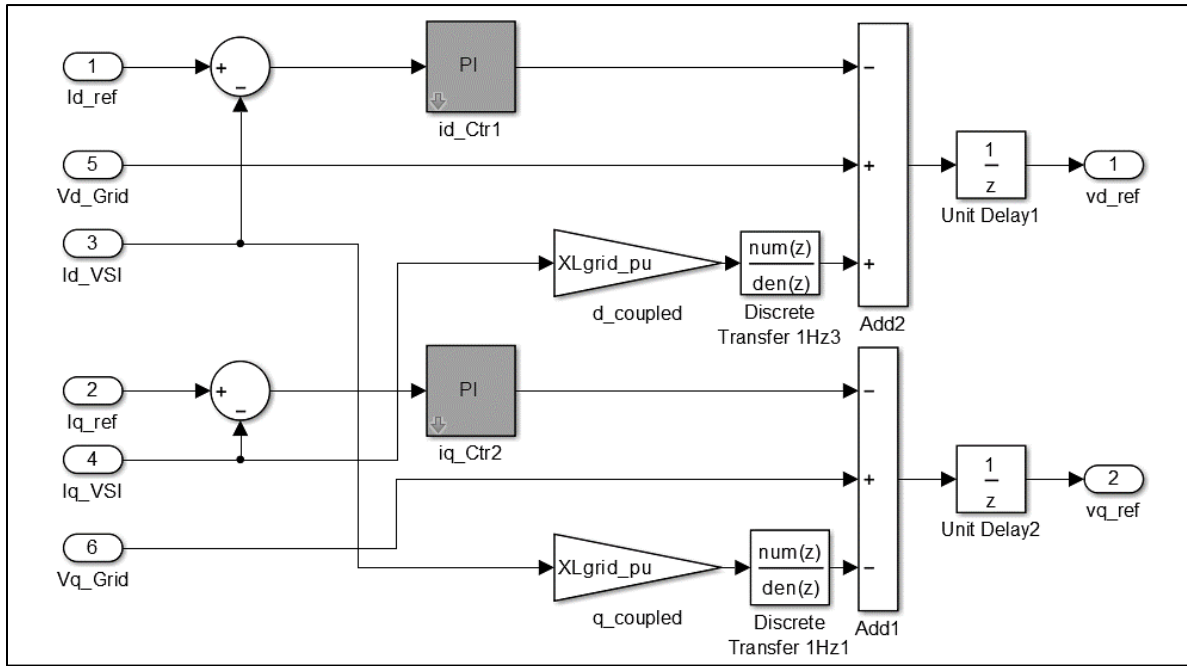 1
Id_ref
+
−
PI
id_Ctr1
−
5
Vd_Grid
+
1
z
Unit Delay1
1
vd_ref
3
Id_VSI
XLgrid_pu
d_coupled
num(z)
den(z)
Discrete
Transfer 1Hz3
+
Add2
2
Iq_ref
+
−
PI
iq_Ctr2
−
4
Iq_VSI
+
1
z
Unit Delay2
2
vq_ref
6
Vq_Grid
XLgrid_pu
q_coupled
num(z)
den(z)
Discrete
Transfer 1Hz1
−
Add1